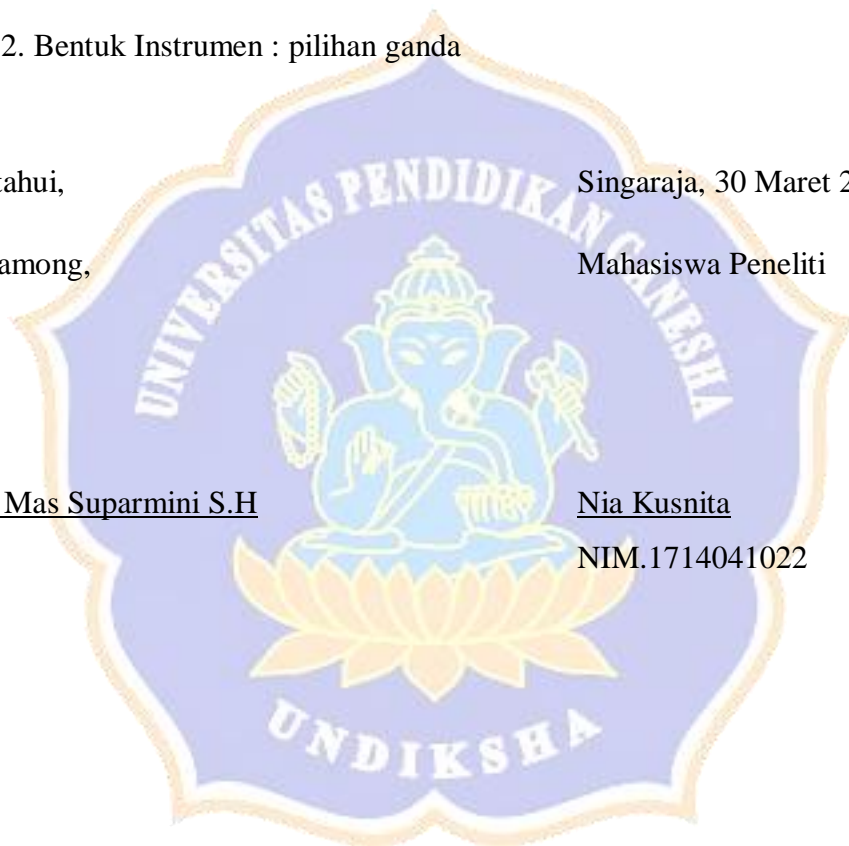 2. Bentuk Instrumen : pilihan ganda
tahui,
Singaraja, 30 Maret 2
among,
Mahasiswa Peneliti
UNIVERSITAS PENDIDIKAN GANESHA
Mas Suparmini S.H
Nia Kusnita
NIM.1714041022
UNDIKSHA